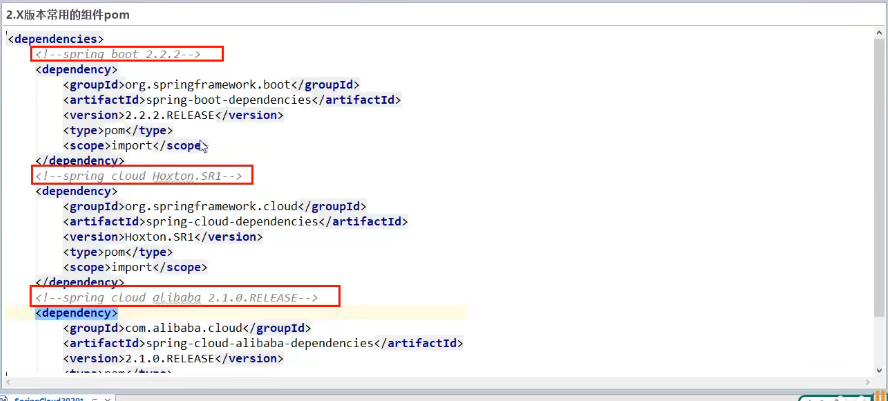 2.X版本常用的组件pom
<dependencies>
<!--spring boot 2.2.2-->
<dependency>
<groupId>org.springframework.boot</groupId>
<artifactId>spring-boot-dependencies</artifactId>
<version>2.2.2.RELEASE</version>
<type>pom</type>
<scope>import</scope>
</dependency>
<!--spring cloud Hoxton.SR1-->
<dependency>
<groupId>org.springframework.cloud</groupId>
<artifactId>spring-cloud-dependencies</artifactId>
<version>Hoxton.SR1</version>
<type>pom</type>
<scope>import</scope>
</dependency>
<!--spring cloud alibaba 2.1.0.RELEASE-->
<dependency>
<groupId>com.alibaba.cloud</groupId>
<artifactId>spring-cloud-alibaba-dependencies</artifactId>
<version>2.1.0.RELEASE</version>
<type>pom</type>